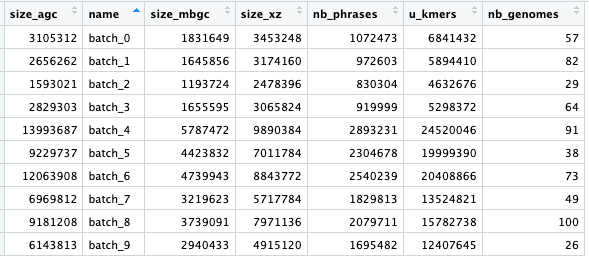 size_agc name size_mbgc size_xz nb_phrases u_kmers nb_genomes
3105312 batch_0 1831649 3453248 1072473 6841432 57
2656262 batch_1 1645856 3174160 972603 5894410 82
1593021 batch_2 1193724 2478396 830304 4632676 29
2829303 batch_3 1655595 3065824 919999 5298372 64
13993687 batch_4 5787472 9890384 2893231 24520046 91
9229737 batch_5 4423832 7011784 2304678 19999390 38
12063908 batch_6 4739943 8843772 2540239 20408866 73
6969812 batch_7 3219623 5717784 1829813 13524821 49
9181208 batch_8 3739091 7971136 2079711 15782738 100
6143813 batch_9 2940433 4915120 1695482 12407645 26